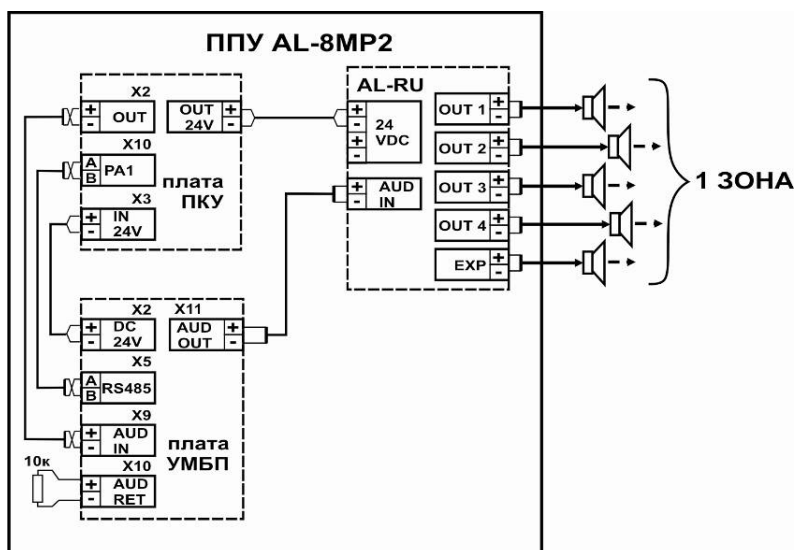 ППУ AL-8MP2
X2
+ OUT
-
OUT +
24V -
X10
A PA1
B
плата
ПКУ
X3
+ IN
- 24V
AL-RU
+ 24
- VDC
+
-
+ AUD
- IN
OUT 1 +
-
OUT 2 +
-
OUT 3 +
-
OUT 4 +
-
EXP +
-
1 ЗОНА
X2
+ DC
- 24V
X11
AUD +
OUT -
X5
A RS485
B
X9
+ AUD
- IN
плата
УМБП
10к
X10
+ AUD
- RET